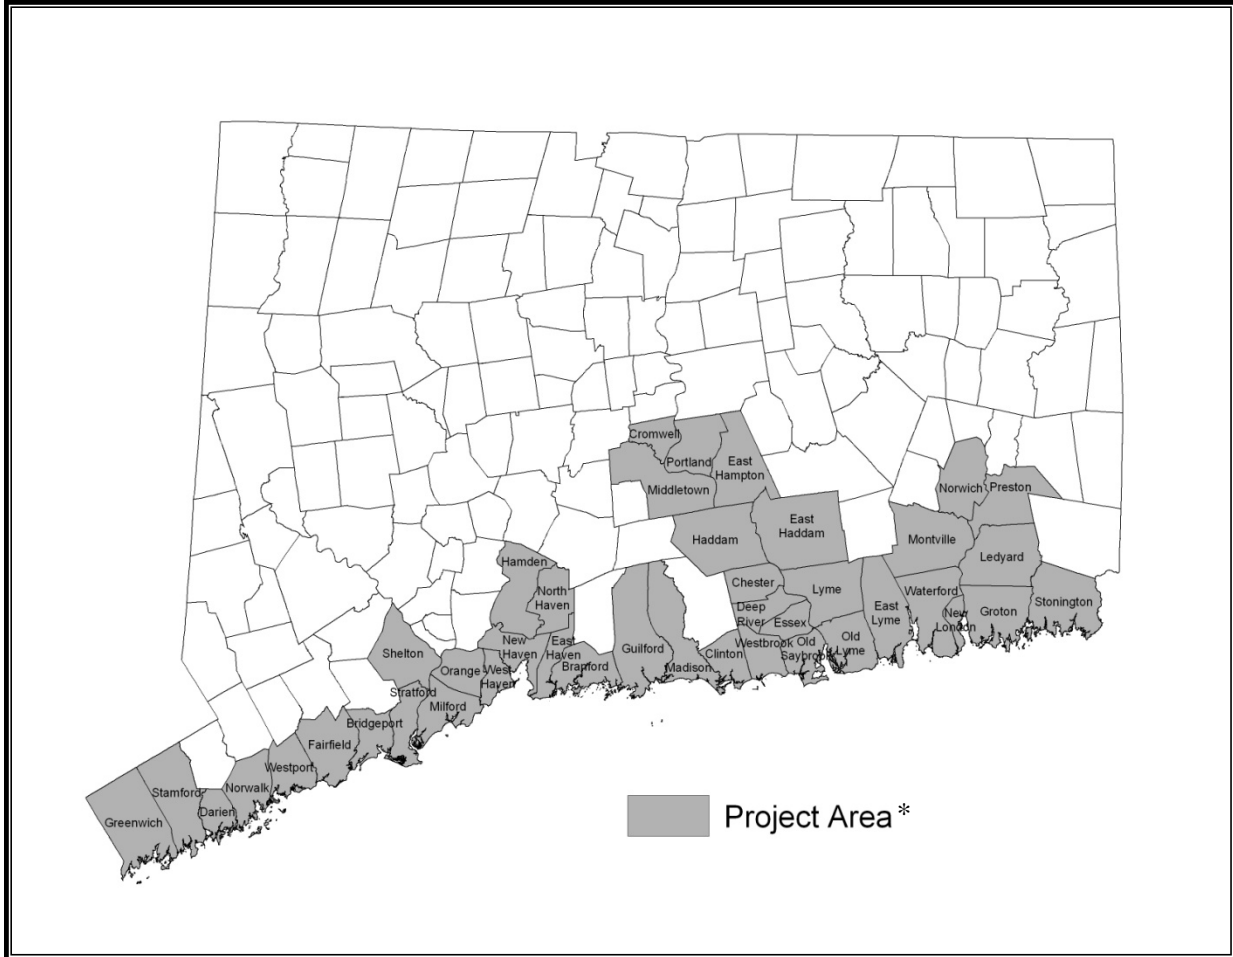 Cromwell
Portland
East
Hampton
Middletown
Norwich
Preston
East
Haddam
Haddam
Montville
Ledyard
Hamden
North
Haven
Chester
Lyme
Waterford
Stonington
Deep
River
Essex
East
Lyme
New
London
Groton
Shelton
New
Haven
East
Haven
Guilford
Westbrook
Old
Saybrook
Old
Lyme
Orange
West
Haven
Branford
Madison
Clinton
Stratford
Milford
Bridgeport
Fairfield
Westport
Norwalk
Stamford
Darien
Greenwich
Project Area*